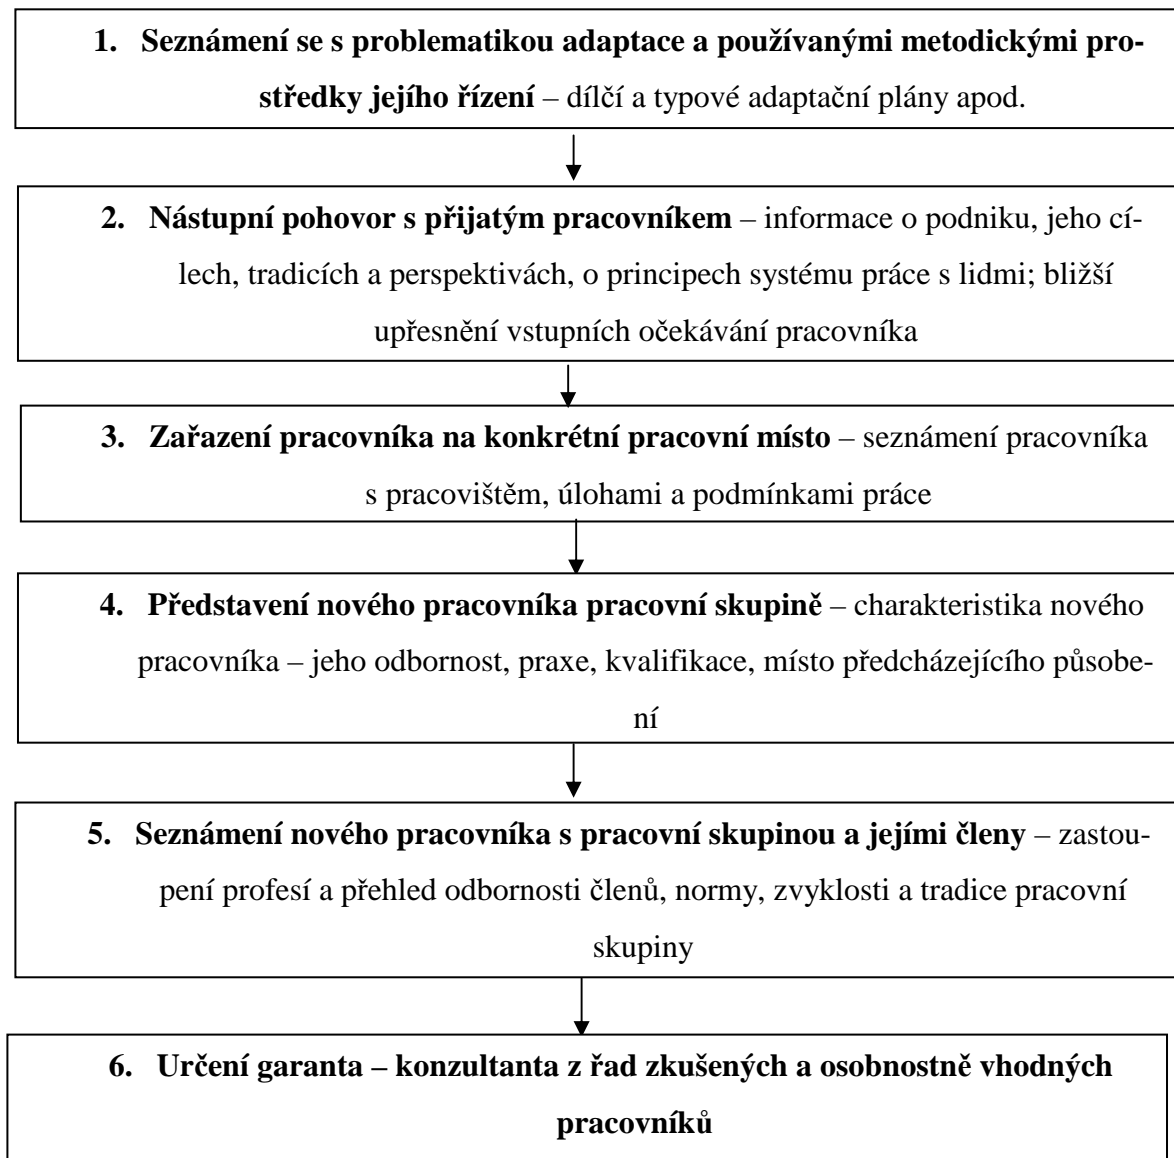 1. Seznámení se s problematikou adaptace a používanými metodickými pro-
středky jejího řízení – dílčí a typové adaptační plány apod.
2. Nástupní pohovor s přijatým pracovníkem – informace o podniku, jeho cí-
lech, tradicích a perspektivách, o principech systému práce s lidmi; bližší
upřesnění vstupních očekávání pracovníka
3. Zařazení pracovníka na konkrétní pracovní místo – seznámení pracovníka
s pracovištěm, úlohami a podmínkami práce
4. Představení nového pracovníka pracovní skupině – charakteristika nového
pracovníka – jeho odbornost, praxe, kvalifikace, místo předcházejícího působe-
ní
5. Seznámení nového pracovníka s pracovní skupinou a jejími členy – zastou-
pení profesí a přehled odbornosti členů, normy, zvyklosti a tradice pracovní
skupiny
6. Určení garanta – konzultanta z řad zkušených a osobnostně vhodných
pracovníků